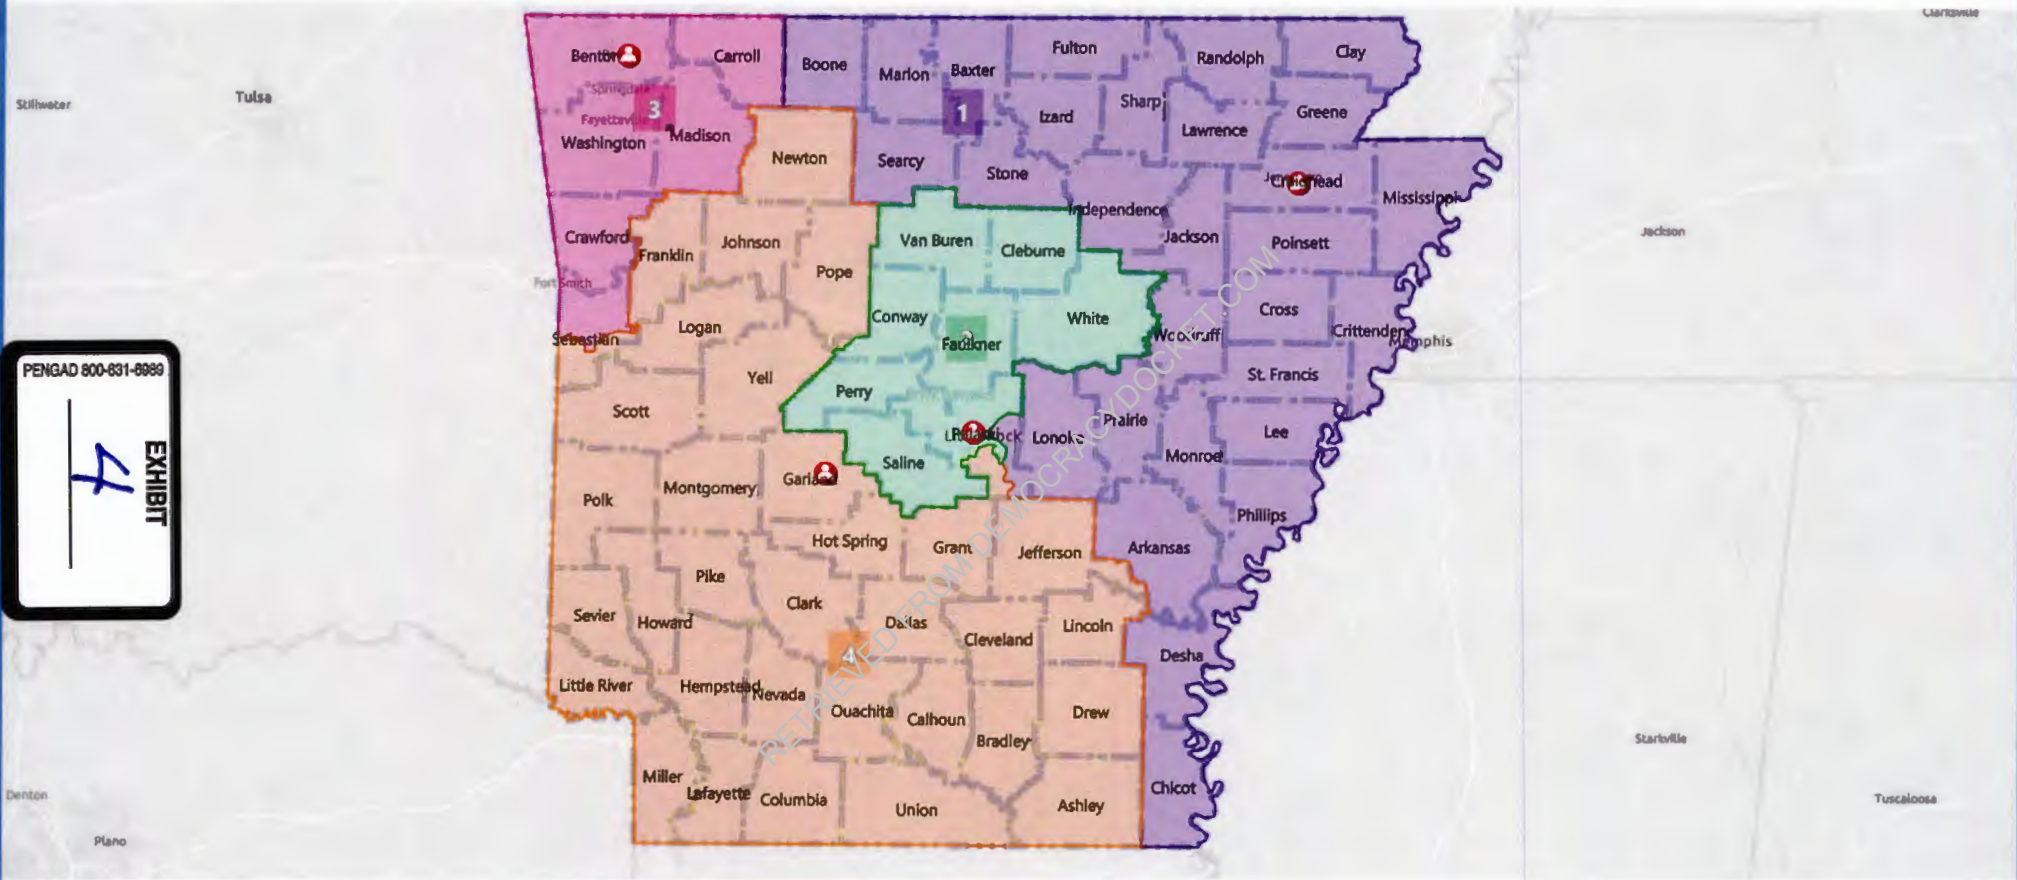 Clarksville
Stillwater
Tulsa
Benton
Carroll
Boone
Marion
Baxter
Fulton
Randolph
Clay
Springdale
3
Fayetteville
Madison
Washington
1
Izard
Sharp
Lawrence
Greene
Newton
Searcy
Stone
Craighead
Mississippi
Crawford
Franklin
Johnson
Pope
Van Buren
Cleburne
Independence
Jackson
Poinsett
Jackson
Fort Smith
Sebastian
Logan
Conway
Faulkner
White
Woodruff
Cross
Crittenden
Memphis
PENGAD 800-631-6989
EXHIBIT
4
Scott
Yell
Perry
St. Francis
Saline
Lonoke
Prairie
Monroe
Lee
Polk
Montgomery
Garland
Phillips
Hot Spring
Grant
Jefferson
Arkansas
Pike
Clark
Sevier
Howard
Dallas
Cleveland
Lincoln
4
Desha
Little River
Hempstead
Nevada
Ouachita
Calhoun
Bradley
Drew
Starkville
Miller
Lafayette
Columbia
Union
Ashley
Chicot
Denton
Plano
Tuscaloosa
RETRIEVED FROM DEMOCRACYDOCKET.COM